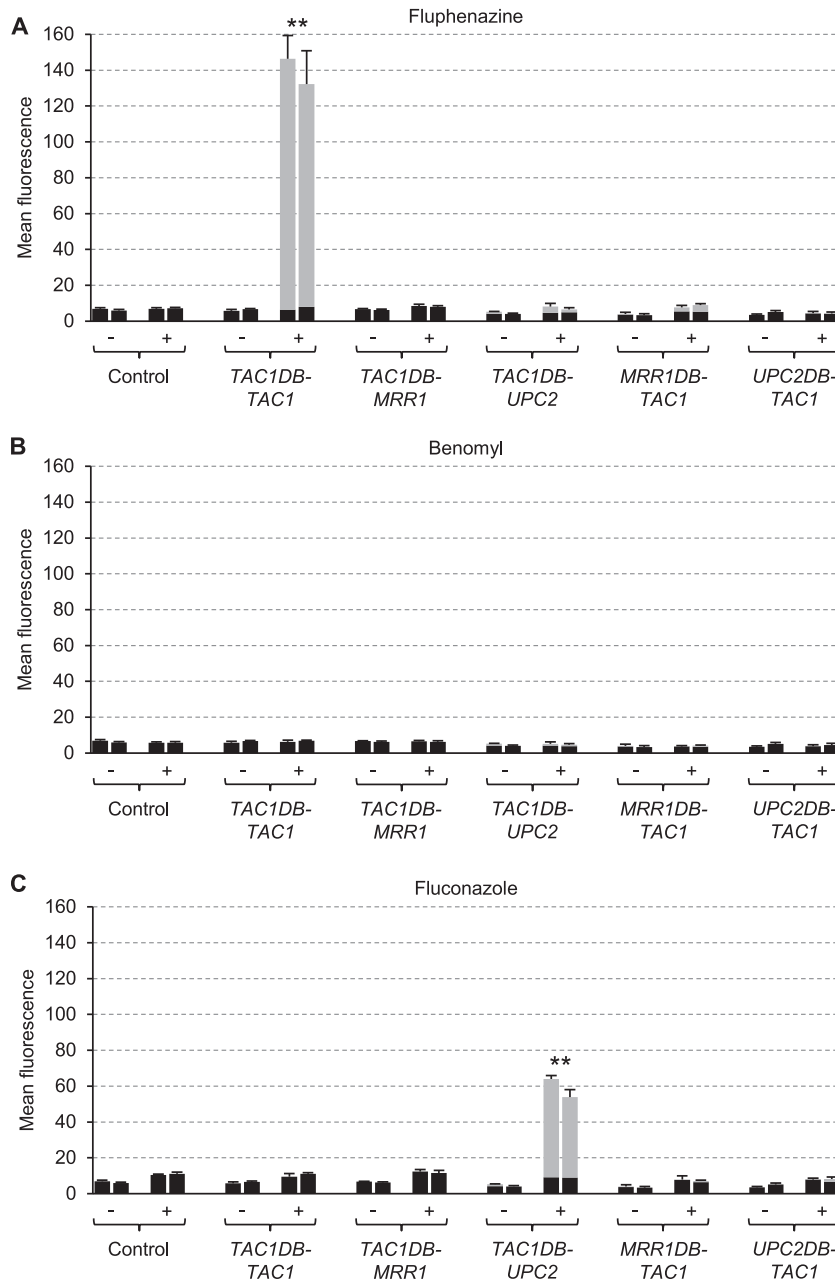 A
Fluphenazine
Mean fluorescence
160
140
120
100
80
60
40
20
0
**
- + - + - + - + - + - +
Control TAC1DB- TAC1DB- TAC1DB- MRR1DB- UPC2DB-
TAC1 MRR1 UPC2 TAC1 TAC1
B
Benomyl
Mean fluorescence
160
140
120
100
80
60
40
20
0
- + - + - + - + - + - +
Control TAC1DB- TAC1DB- TAC1DB- MRR1DB- UPC2DB-
TAC1 MRR1 UPC2 TAC1 TAC1
C
Fluconazole
Mean fluorescence
160
140
120
100
80
60
40
20
0
**
- + - + - + - + - + - +
Control TAC1DB- TAC1DB- TAC1DB- MRR1DB- UPC2DB-
TAC1 MRR1 UPC2 TAC1 TAC1